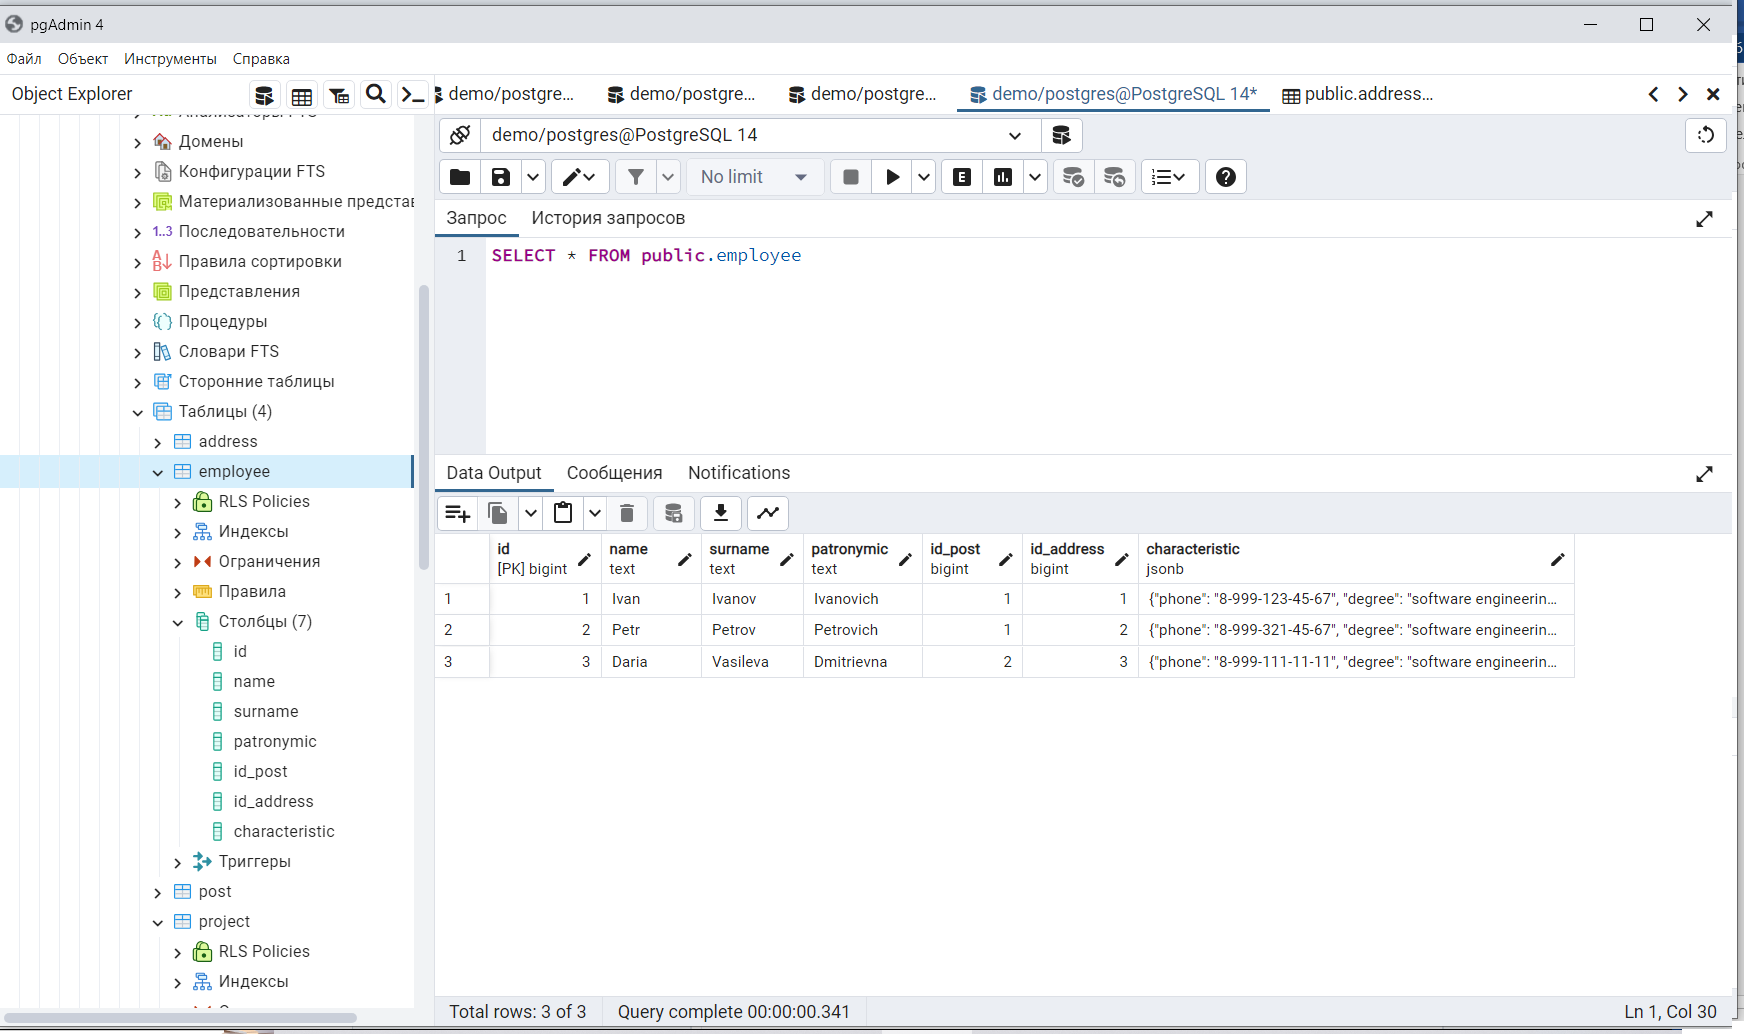 pgAdmin 4
Файл Объект Инструменты Справка
Object Explorer
demo/postgre... demo/postgre... demo/postgre... demo/postgres@PostgreSQL 14* public.address...
demo/postgres@PostgreSQL 14
No limit
Запрос История запросов
1 SELECT * FROM public.employee
Домены
Конфигурации FTS
Материализованные представ
1..3 Последовательности
Правила сортировки
Представления
Процедуры
Словари FTS
Сторонние таблицы
Таблицы (4)
address
employee
RLS Policies
Индексы
Ограничения
Правила
Столбцы (7)
id
name
surname
patronymic
id_post
id_address
characteristic
Триггеры
post
project
RLS Policies
Индексы
Data Output Сообщения Notifications
id name surname patronymic id_post id_address characteristic
[PK] bigint text text text bigint bigint jsonb
1 1 Ivan Ivanov Ivanovich 1 1 {"phone": "8-999-123-45-67", "degree": "software engineerin...
2 2 Petr Petrov Petrovich 1 2 {"phone": "8-999-321-45-67", "degree": "software engineerin...
3 3 Daria Vasileva Dmitrievna 2 3 {"phone": "8-999-111-11-11", "degree": "software engineerin...
Total rows: 3 of 3 Query complete 00:00:00.341 Ln 1, Col 30